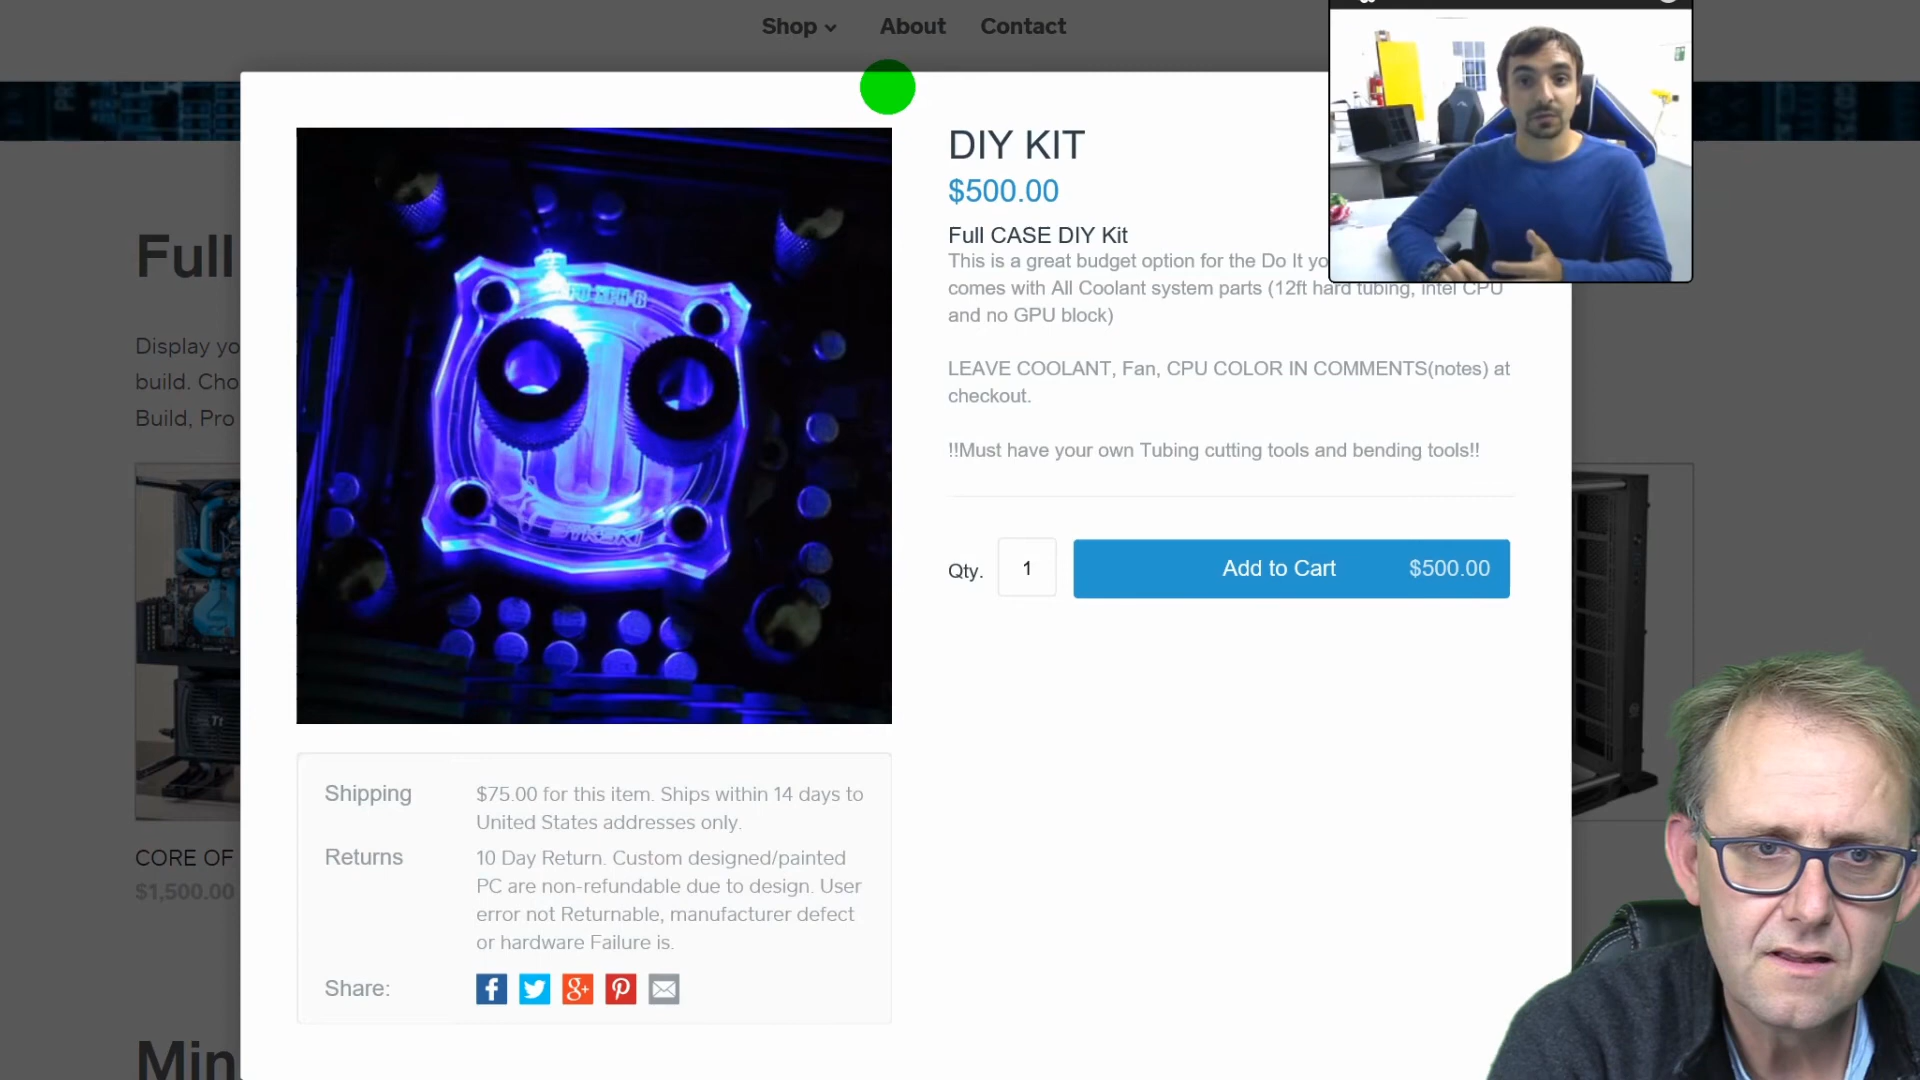 Shop About Contact
DIY KIT
$500.00
Full CASE DIY Kit
This is a great budget option for the Do It yo
comes with All Coolant system parts (12ft hard tubing, Intel CPU
and no GPU block)
LEAVE COOLANT, Fan, CPU COLOR IN COMMENTS(notes) at
checkout.
!!Must have your own Tubing cutting tools and bending tools!!
Qty. 1 Add to Cart $500.00
Full
Display yo
build. Cho
Build, Pro
CORE OF
$1,500.00
Min
BYKSKI
Shipping $75.00 for this item. Ships within 14 days to
United States addresses only.
Returns 10 Day Return. Custom designed/painted
PC are non-refundable due to design. User
error not Returnable, manufacturer defect
or hardware Failure is.
Share: